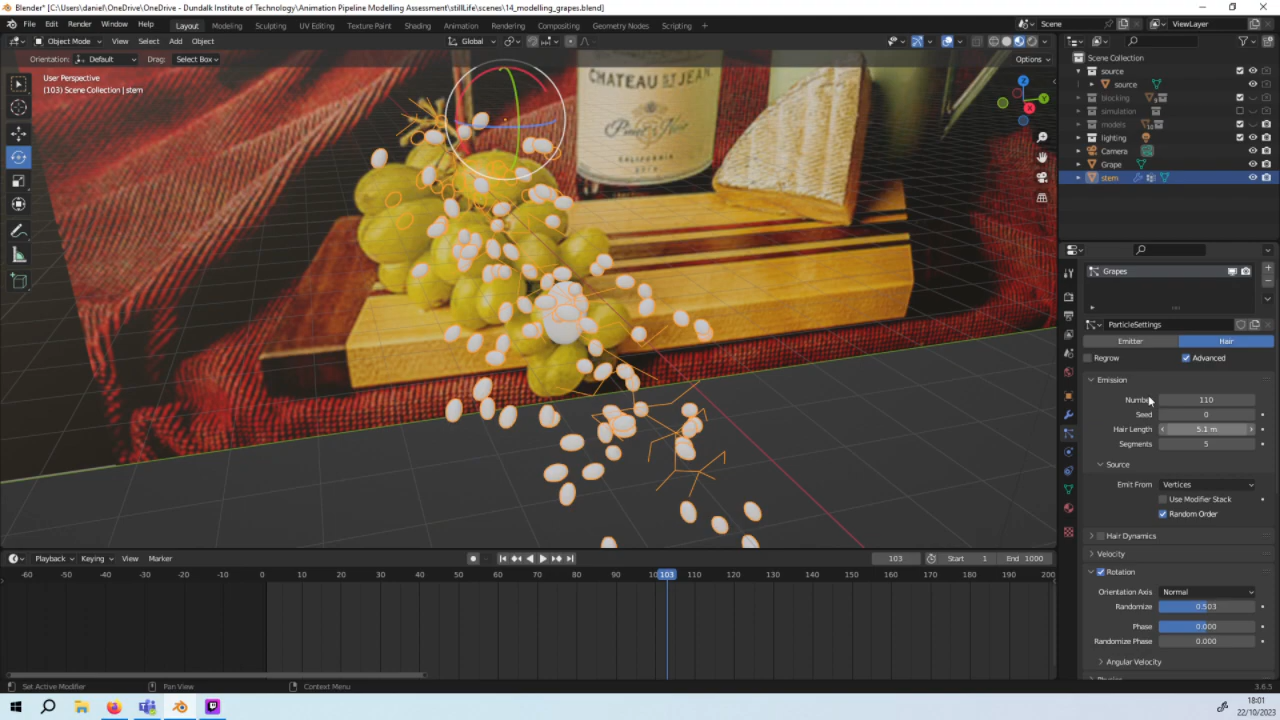 Blender* [C:\Users\daniel\OneDrive\OneDrive - Dundalk Institute of Technology\Animation Pipeline Modelling Assessment\stillLife\scenes\14_modelling_grapes.blend]
File Edit Render Window Help Layout Modeling Sculpting UV Editing Texture Paint Shading Animation Rendering Compositing Geometry Nodes Scripting + Scene ViewLayer
Object Mode View Select Add Object Global
Orientation: Default Drag: Select Box Options
User Perspective
(103) Scene Collection | stem
CHATEAU ST JEAN
CALIFORNIA
Scene Collection
source
source
blocking
simulation
models
lighting
Camera
Grape
stem
Grapes
ParticleSettings
Emitter Hair
Regrow Advanced
Emission
Number 110
Seed 0
Hair Length 5.1 m
Segments 5
Source
Emit From Vertices
Use Modifier Stack
Random Order
Hair Dynamics
Velocity
Rotation
Orientation Axis Normal
Randomize 0.503
Phase 0.000
Randomize Phase 0.000
Angular Velocity
Playback Keying View Marker 103 Start 1 End 1000
-60 -50 -40 -30 -20 -10 0 10 20 30 40 50 60 70 80 90 103 110 120 130 140 150 160 170 180 190 200
Set Active Modifier Pan View Context Menu 3.6.5
18:01
22/10/2023